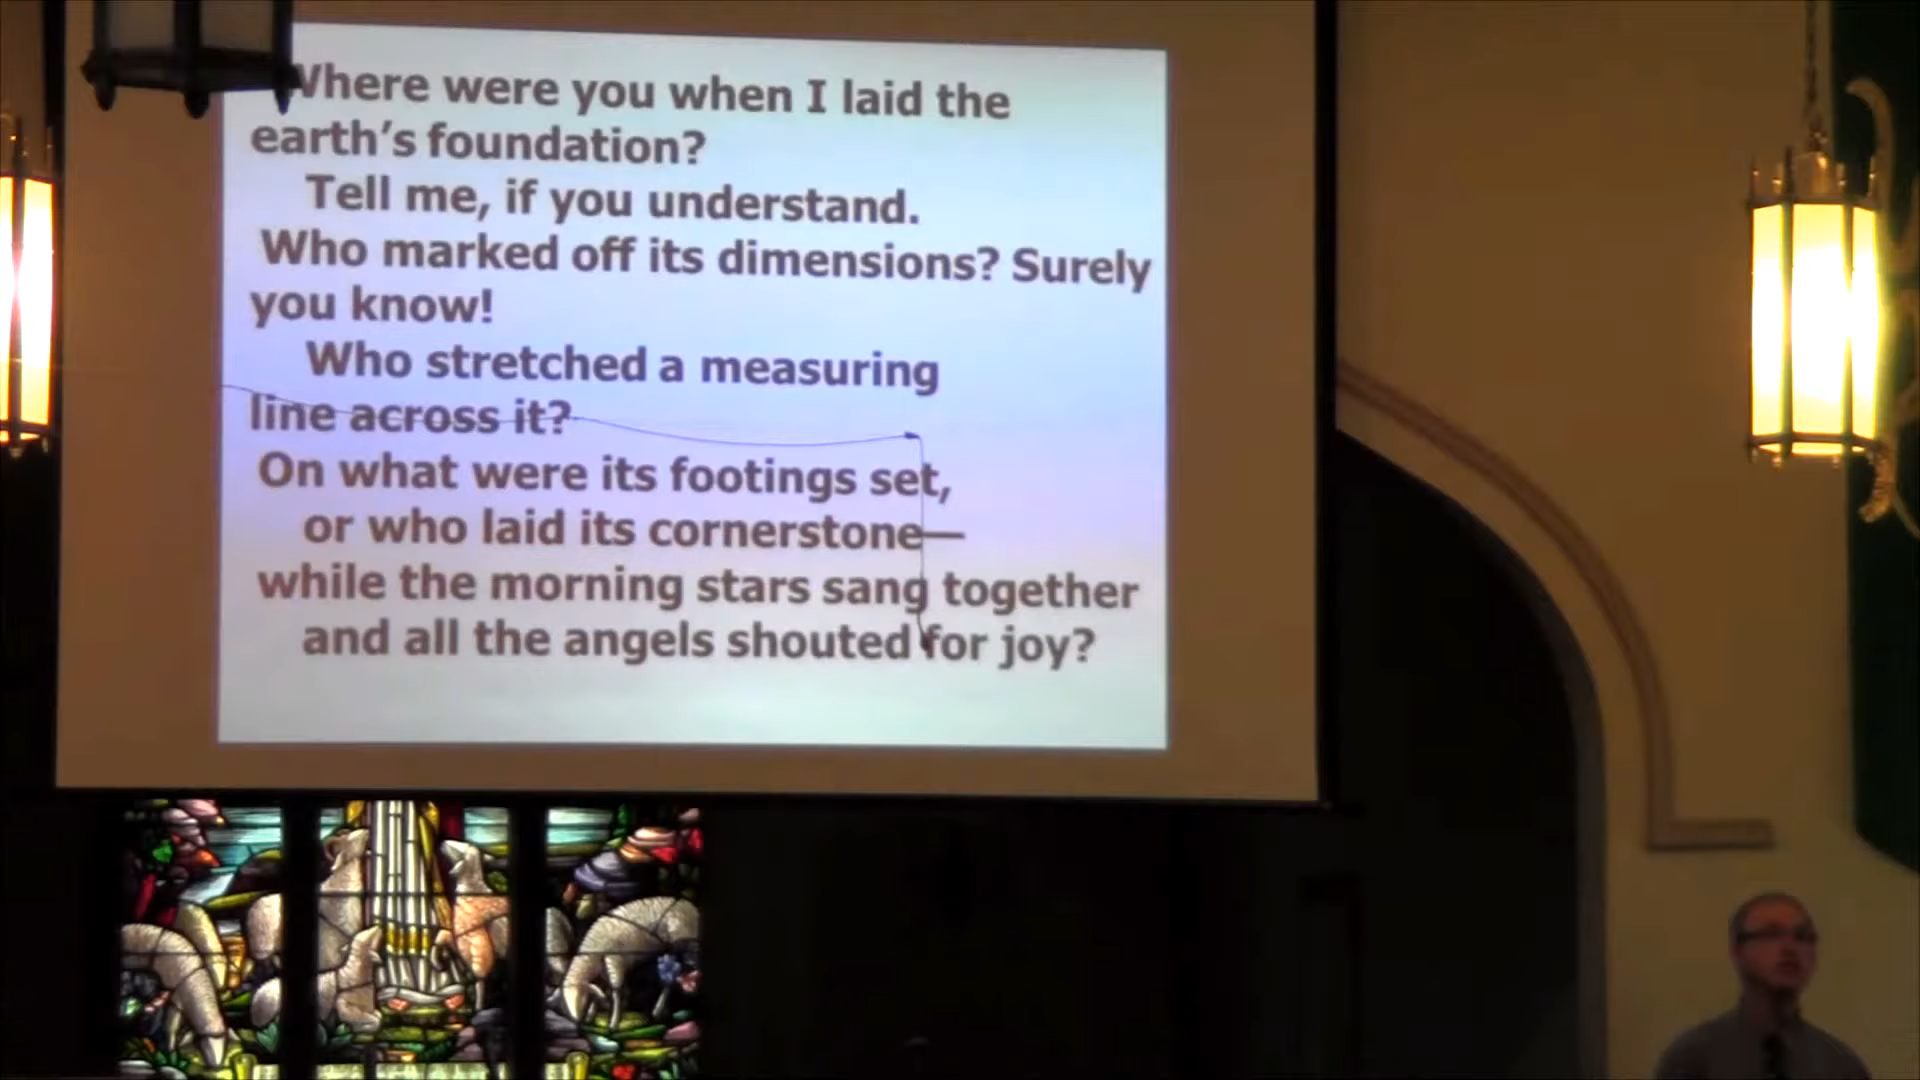 Where were you when I laid the
earth's foundation?
Tell me, if you understand.
Who marked off its dimensions? Surely
you know!
Who stretched a measuring
line across it?
On what were its footings set,
or who laid its cornerstone—
while the morning stars sang together
and all the angels shouted for joy?